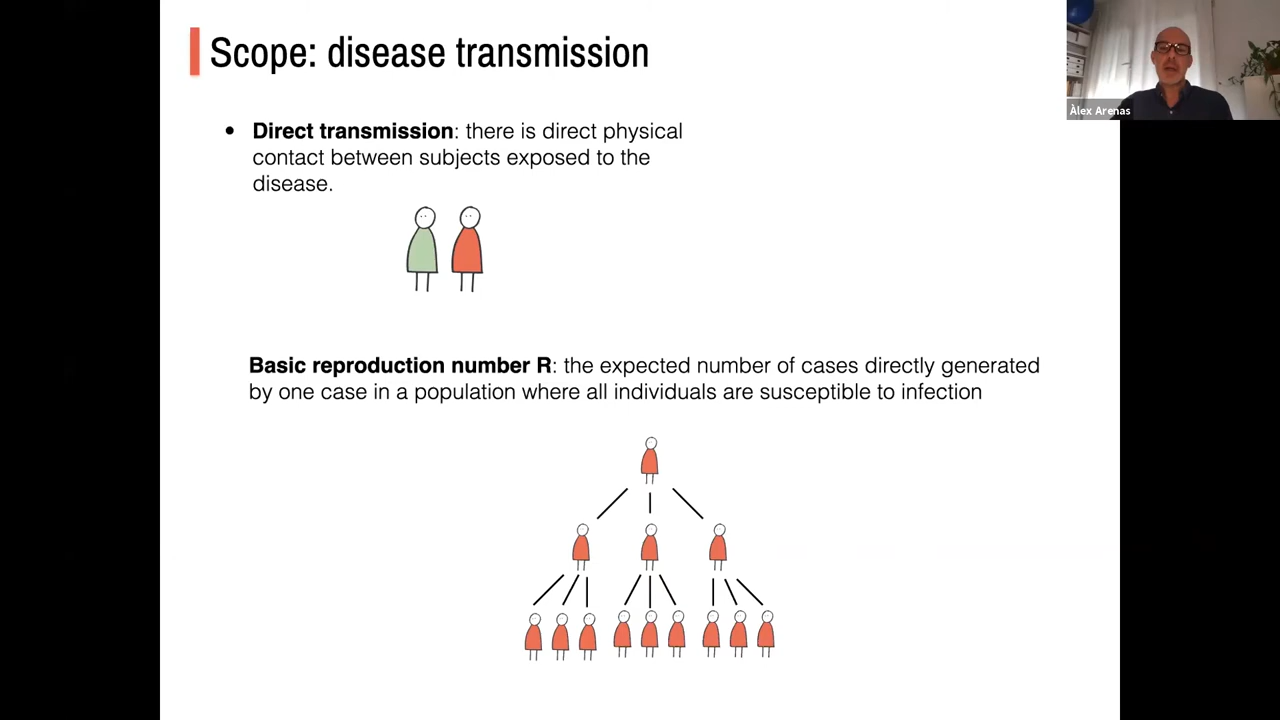 Scope: disease transmission
Àlex Arenas
• Direct transmission: there is direct physical
contact between subjects exposed to the
disease.
Basic reproduction number R: the expected number of cases directly generated
by one case in a population where all individuals are susceptible to infection